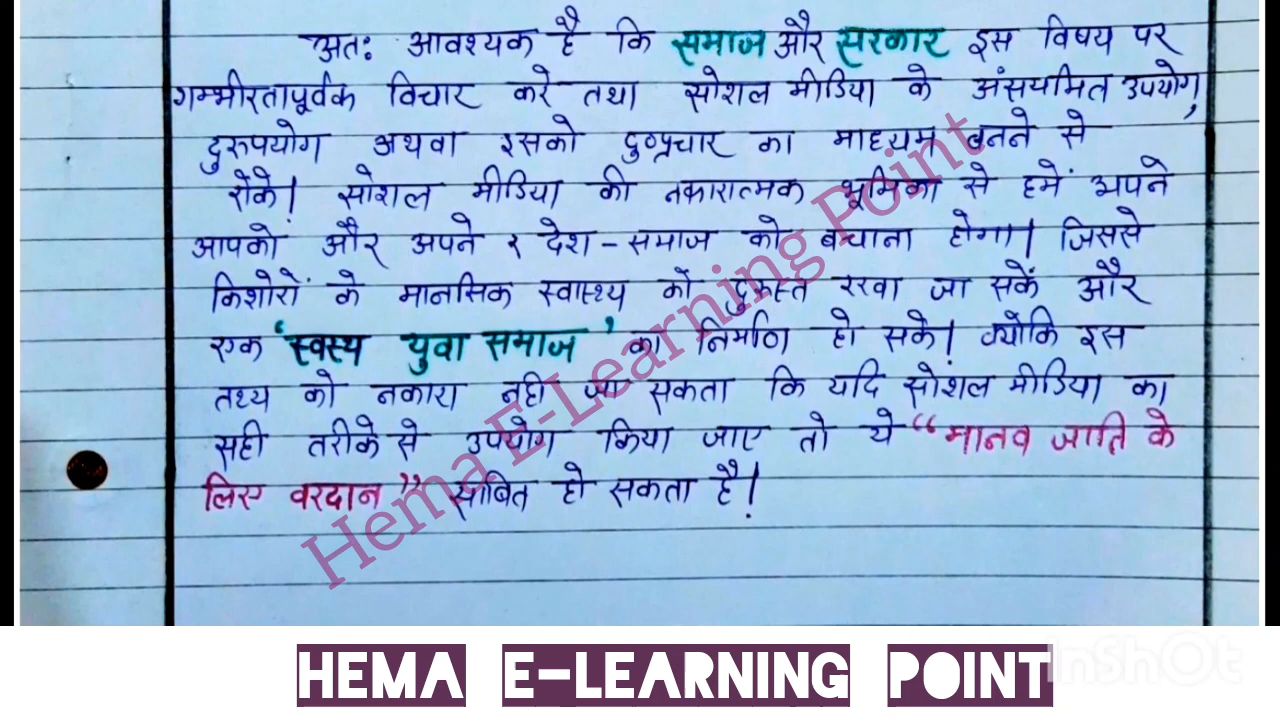 अतः आवश्यक है कि समाज और सरकार इस विषय पर
गम्भीरतापूर्वक विचार करे तथा सोशल मीडिया के अंसयमित उपयोग,
दुरुपयोग अथवा इसको दुष्प्रचार का माध्यम बनने से
रोके! सोशल मीडिया की नकारात्मक भूमिका से हमें अपने
आपको और अपने २ देश-समाज को बचाना होगा। जिससे
किशोरों के मानसिक स्वास्थ्य को दुरुस्त रखा जा सकें और
एक 'स्वस्थ युवा समाज' का निर्माण हो सके! क्योकि इस
तथ्य को नकारा नही जा सकता कि यदि सोशल मीडिया का
सही तरीके से उपयोग किया जाए तो ये "मानव जाति के
लिए वरदान" साबित हो सकता है!
Hema E-Learning Point
HEMA E-LEARNING POINT
InShOt